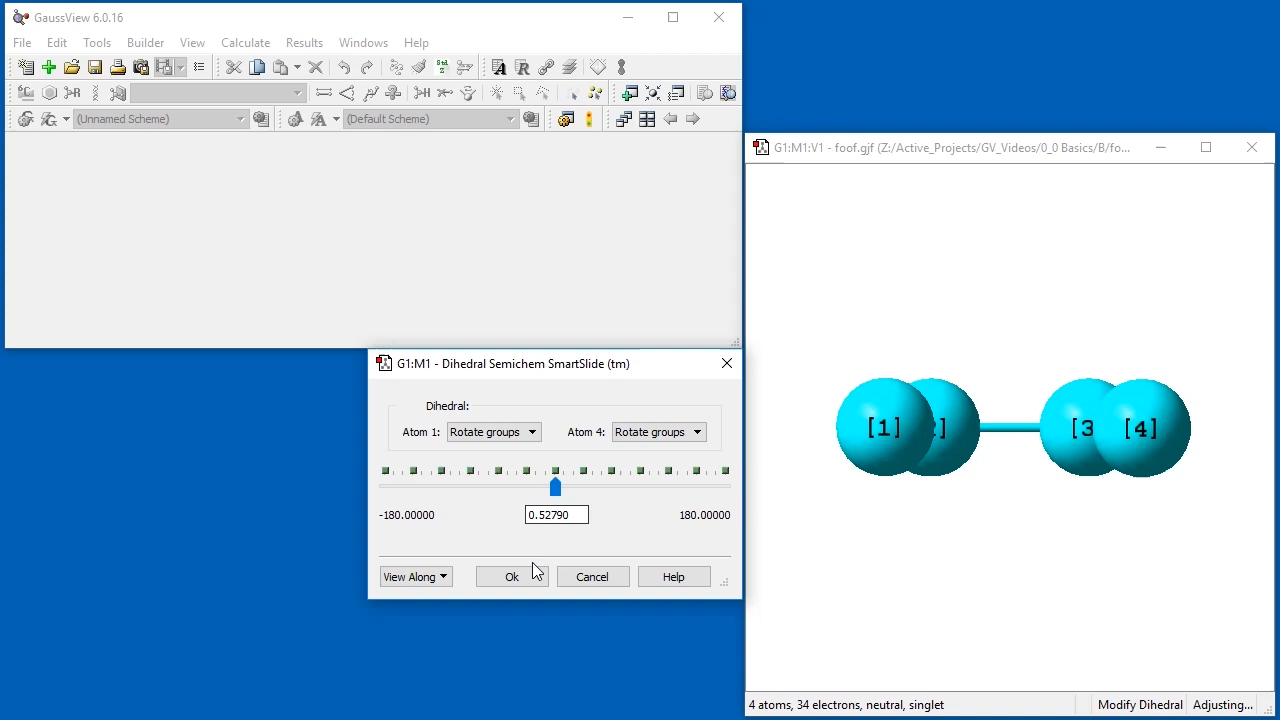 GaussView 6.0.16
File Edit Tools Builder View Calculate Results Windows Help
(Unnamed Scheme) (Default Scheme)
G1:M1:V1 - foof.gjf (Z:/Active_Projects/GV_Videos/0_0 Basics/B/fo...
[1] 2] [3 [4]
G1:M1 - Dihedral Semichem SmartSlide (tm)
Dihedral:
Atom 1: Rotate groups Atom 4: Rotate groups
-180.00000 0.52790 180.00000
View Along Ok Cancel Help
4 atoms, 34 electrons, neutral, singlet Modify Dihedral Adjusting...